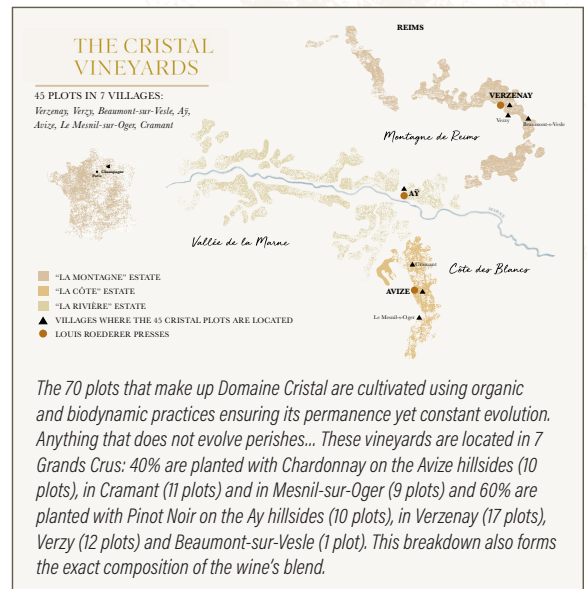 THE CRISTAL
VINEYARDS
45 PLOTS IN 7 VILLAGES:
Verzenay, Verzy, Beaumont-sur-Vesle, Aÿ,
Avize, Le Mesnil-sur-Oger, Cramant
REIMS
VERZENAY
Verzy
Beaumont-s-Vesle
Montagne de Reims
Champagne
Paris
AŸ
MARNE
Vallée de la Marne
Côte des Blancs
Cramant
AVIZE
Le Mesnil-s-Oger
"LA MONTAGNE" ESTATE
"LA CÔTE" ESTATE
"LA RIVIÈRE" ESTATE
VILLAGES WHERE THE 45 CRISTAL PLOTS ARE LOCATED
LOUIS ROEDERER PRESSES
The 70 plots that make up Domaine Cristal are cultivated using organic
and biodynamic practices ensuring its permanence yet constant evolution.
Anything that does not evolve perishes... These vineyards are located in 7
Grands Crus: 40% are planted with Chardonnay on the Avize hillsides (10
plots), in Cramant (11 plots) and in Mesnil-sur-Oger (9 plots) and 60% are
planted with Pinot Noir on the Ay hillsides (10 plots), in Verzenay (17 plots),
Verzy (12 plots) and Beaumont-sur-Vesle (1 plot). This breakdown also forms
the exact composition of the wine's blend.